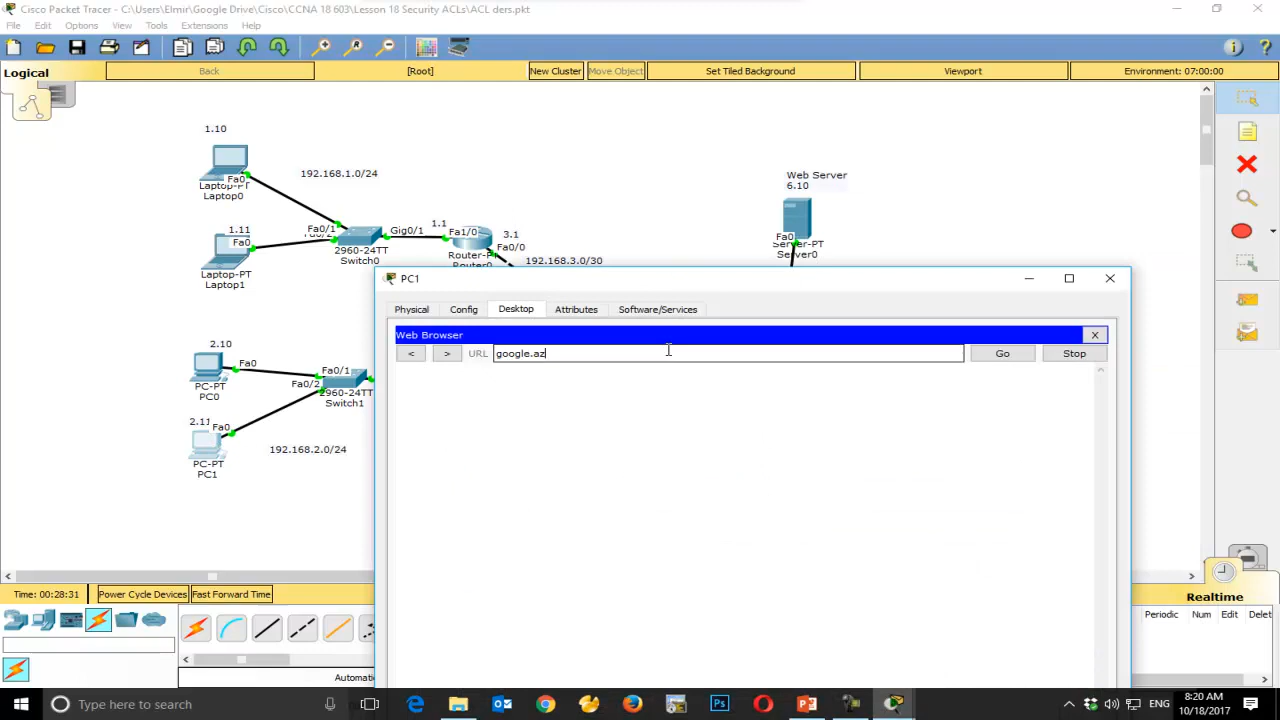 Cisco Packet Tracer - C:\Users\Elmir\Google Drive\Cisco\CCNA 18 603\Lesson 18 Security ACLs\ACL ders.pkt
File Edit Options View Tools Extensions Help
Logical Back [Root] New Cluster Move Object Set Tiled Background Viewport Environment: 07:00:00
1.10
192.168.1.0/24
Fa0
Laptop-PT
Laptop0
Web Server
6.10
Fa0
Server-PT
Server0
1.11
Fa0
Laptop-PT
Laptop1
Fa0/1
Gig0/1
1.1
Fa1/0
3.1
Fa0/0
2960-24TT
Switch0
Router-PT
Router0
192.168.3.0/30
2.10
Fa0
PC-PT
PC0
Fa0/1
Fa0/2
2960-24TT
Switch1
2.11
Fa0
PC-PT
PC1
192.168.2.0/24
PC1
Physical Config Desktop Attributes Software/Services
Web Browser X
< > URL google.az Go Stop
Time: 00:28:31 Power Cycle Devices Fast Forward Time
Realtime
Periodic Num Edit Delet
Automa
Type here to search
ENG
8:20 AM
10/18/2017